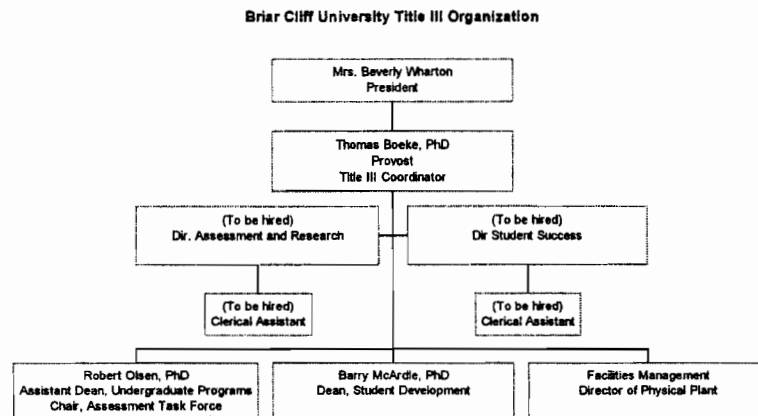 Briar Cliff University Title III Organization
Mrs. Beverly Wharton
President
Thomas Boeke, PhD
Provost
Title III Coordinator
(To be hired)
Dir. Assessment and Research
(To be hired)
Dir Student Success
(To be hired)
Clerical Assistant
(To be hired)
Clerical Assistant
Robert Olsen, PhD
Assistant Dean, Undergraduate Programs
Chair, Assessment Task Force
Barry McArdle, PhD
Dean, Student Development
Facilities Management
Director of Physical Plant